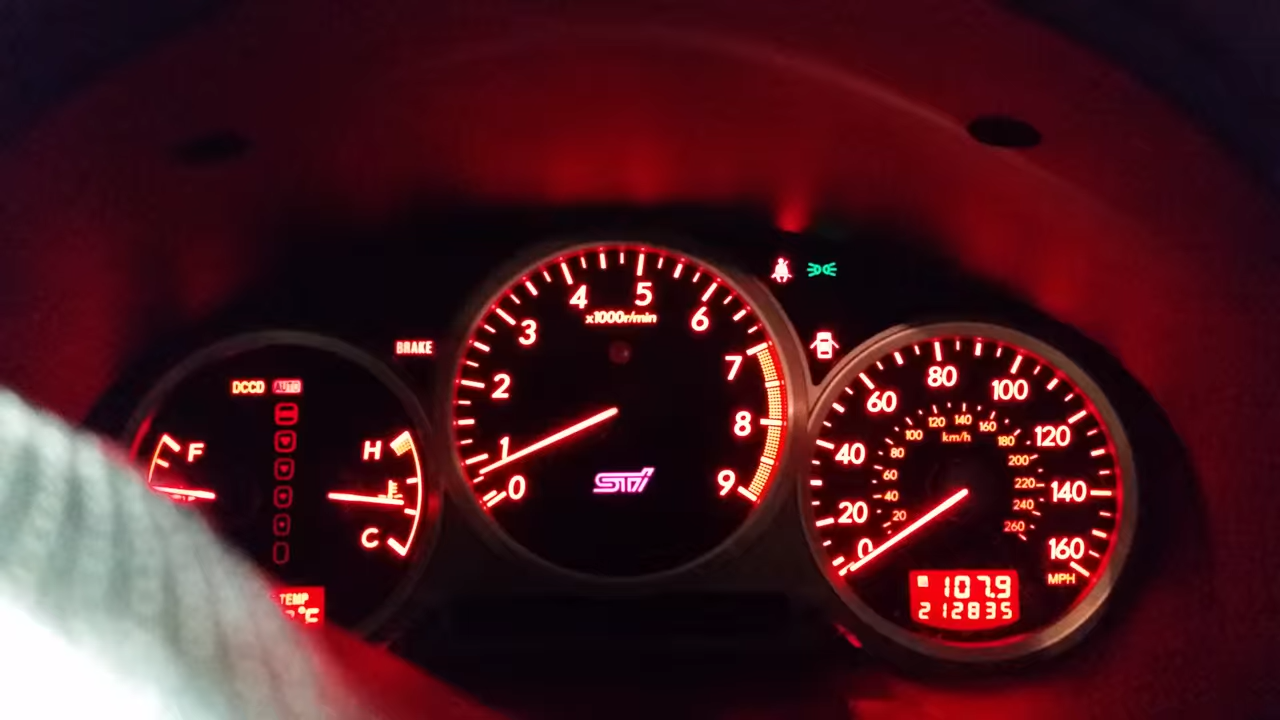 BRAKE
DCCD AUTO
F
H
C
TEMP
°C
0 1 2 3 4 5 6 7 8 9
x1000r/min
STi
0 20 40 60 80 100 120 140 160
MPH
20 40 60 80 100 120 140 160 180 200 220 240 260
km/h
107.9
212835